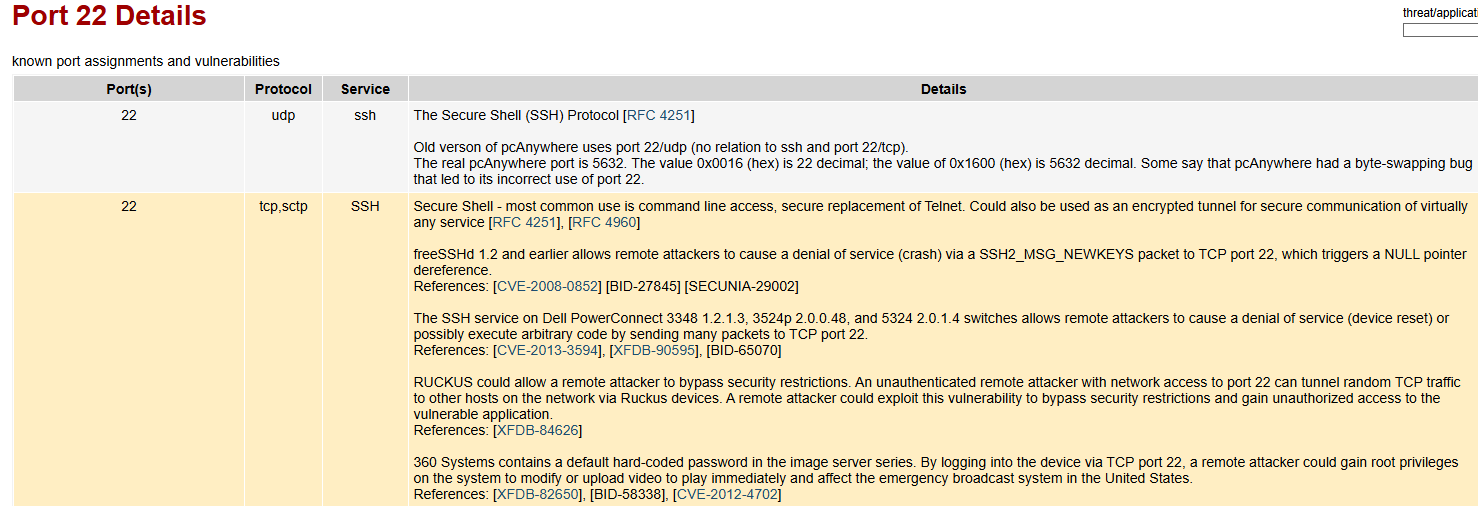 Port 22 Details
threat/applicati
known port assignments and vulnerabilities
Port(s) Protocol Service Details
22 udp ssh The Secure Shell (SSH) Protocol [RFC 4251]
Old verson of pcAnywhere uses port 22/udp (no relation to ssh and port 22/tcp).
The real pcAnywhere port is 5632. The value 0x0016 (hex) is 22 decimal; the value of 0x1600 (hex) is 5632 decimal. Some say that pcAnywhere had a byte-swapping bug
that led to its incorrect use of port 22.
22 tcp,sctp SSH Secure Shell - most common use is command line access, secure replacement of Telnet. Could also be used as an encrypted tunnel for secure communication of virtually
any service [RFC 4251], [RFC 4960]
freeSSHd 1.2 and earlier allows remote attackers to cause a denial of service (crash) via a SSH2_MSG_NEWKEYS packet to TCP port 22, which triggers a NULL pointer
dereference.
References: [CVE-2008-0852] [BID-27845] [SECUNIA-29002]
The SSH service on Dell PowerConnect 3348 1.2.1.3, 3524p 2.0.0.48, and 5324 2.0.1.4 switches allows remote attackers to cause a denial of service (device reset) or
possibly execute arbitrary code by sending many packets to TCP port 22.
References: [CVE-2013-3594], [XFDB-90595], [BID-65070]
RUCKUS could allow a remote attacker to bypass security restrictions. An unauthenticated remote attacker with network access to port 22 can tunnel random TCP traffic
to other hosts on the network via Ruckus devices. A remote attacker could exploit this vulnerability to bypass security restrictions and gain unauthorized access to the
vulnerable application.
References: [XFDB-84626]
360 Systems contains a default hard-coded password in the image server series. By logging into the device via TCP port 22, a remote attacker could gain root privileges
on the system to modify or upload video to play immediately and affect the emergency broadcast system in the United States.
References: [XFDB-82650], [BID-58338], [CVE-2012-4702]